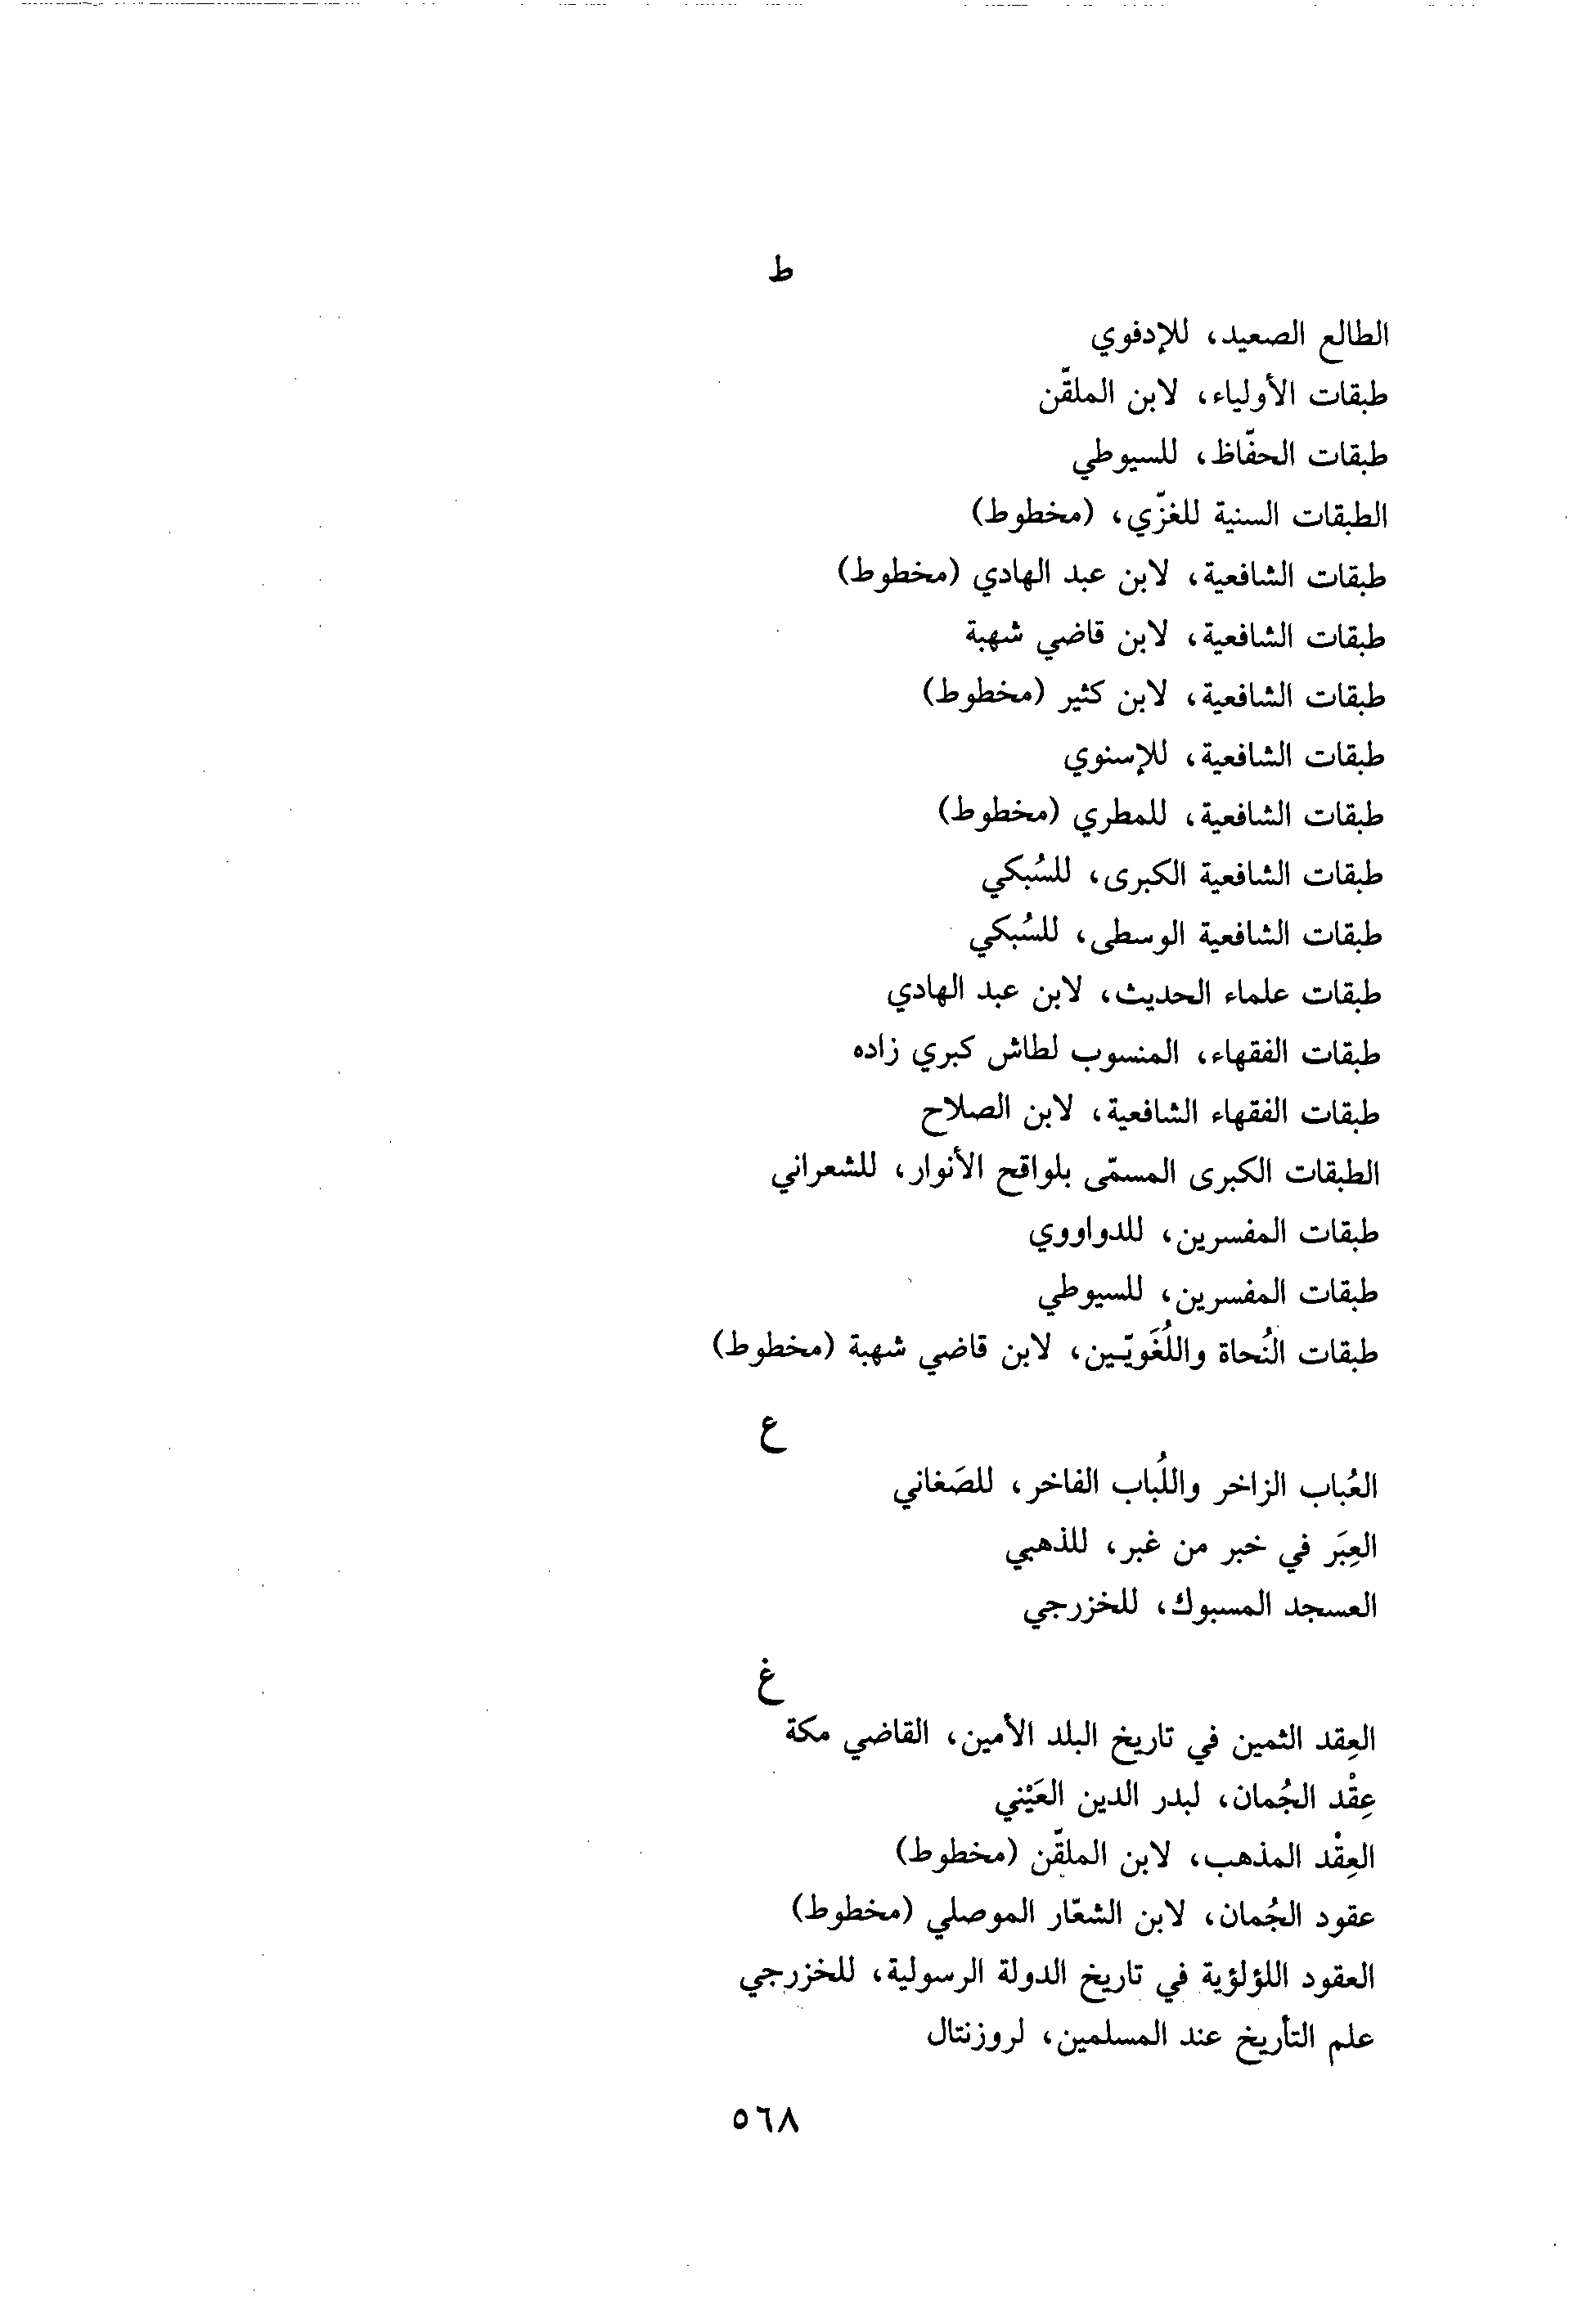 ط
الطالع الصعيد، للإدفوي
طبقات الأولياء، لابن الملقّن
طبقات الحفّاظ، للسيوطي
الطبقات السنية للغزّي، (مخطوط)
طبقات الشافعية، لابن عبد الهادي (مخطوط)
طبقات الشافعية، لابن قاضي شهبة
طبقات الشافعية، لابن كثير (مخطوط)
طبقات الشافعية، للإسنوي
طبقات الشافعية، للمطري (مخطوط)
طبقات الشافعية الكبرى، للسُبكي
طبقات الشافعية الوسطى، للسُبكي
طبقات علماء الحديث، لابن عبد الهادي
طبقات الفقهاء، المنسوب لطاش كبري زاده
طبقات الفقهاء الشافعية، لابن الصلاح
الطبقات الكبرى المسمّى بلواقح الأنوار، للشعراني
طبقات المفسرين، للدواووي
طبقات المفسرين، للسيوطي
طبقات النُحاة واللُغَويّـين، لابن قاضي شهبة (مخطوط)
ع
العُباب الزاخر واللُباب الفاخر، للصَغاني
العِبَر في خبر من غبر، للذهبي
العسجد المسبوك، للخزرجي
غ
العِقد الثمين في تاريخ البلد الأمين، القاضي مكة
عِقْد الجُمان، لبدر الدين العَيْني
العِقْد المذهب، لابن الملقّن (مخطوط)
عقود الجُمان، لابن الشعّار الموصلي (مخطوط)
العقود اللؤلؤية في تاريخ الدولة الرسولية، للخزرجي
علم التأريخ عند المسلمين، لروزنتال
٥٦٨